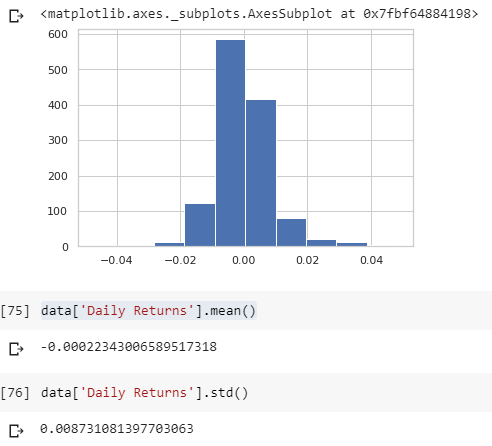 <matplotlib.axes._subplots.AxesSubplot at 0x7fbf64884198>
600
500
400
300
200
100
0
−0.04 −0.02 0.00 0.02 0.04
[75] data['Daily Returns'].mean()
-0.00022343006589517318
[76] data['Daily Returns'].std()
0.008731081397703063